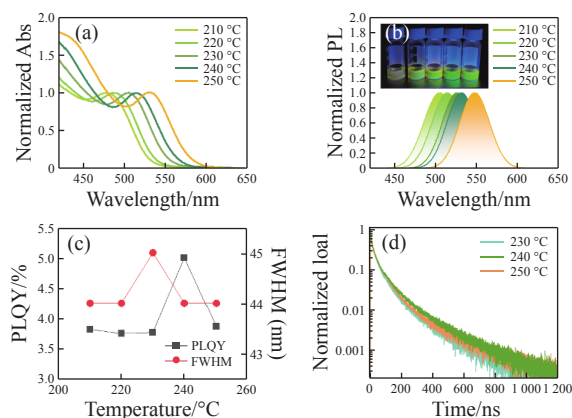 (a)
210 °C
220 °C
230 °C
240 °C
250 °C
Normalized Abs
2.0
1.5
1.0
0.5
0
450 500 550 600 650
Wavelength/nm
(b)
210 °C
220 °C
230 °C
240 °C
250 °C
Normalized PL
2.0
1.8
1.6
1.4
1.2
1.0
0.8
0.6
0.4
0.2
0
400 450 500 550 600 650
Wavelength/nm
(c)
PLQY/%
5.5
5.0
4.5
4.0
3.5
3.0
PLQY
FWHM
45
44
43
FWHM (nm)
200 220 240 260
Temperature/°C
(d)
230 °C
240 °C
250 °C
Normalized loal
1
0.1
0.01
0.001
0 200 400 600 800 1 000 1 200
Time/ns